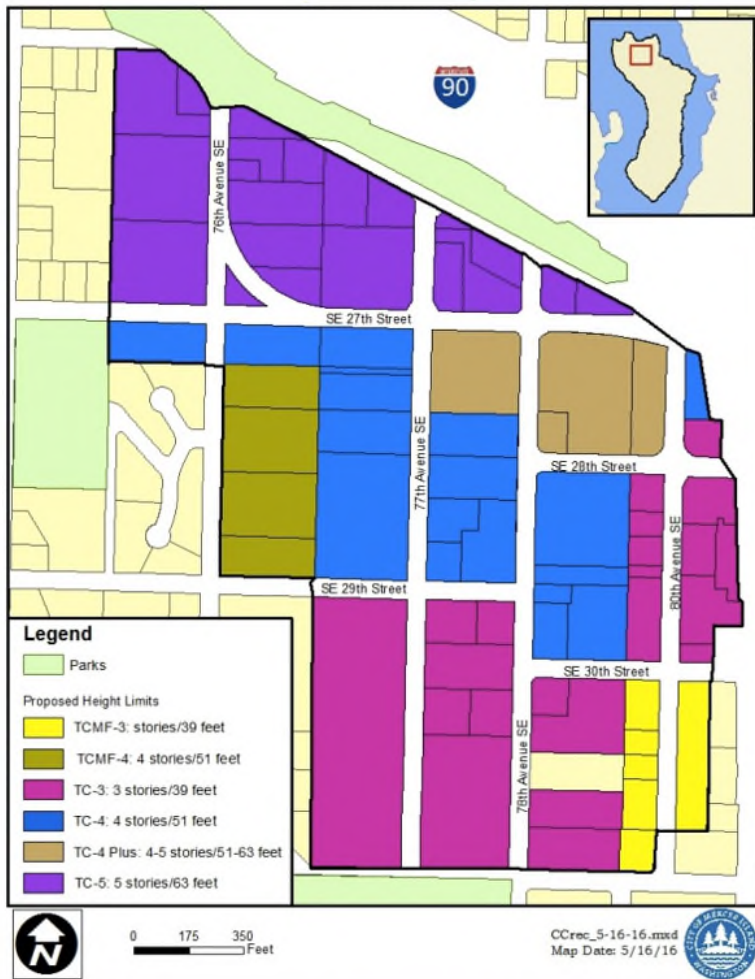 90
76th Avenue SE
SE 27th Street
77th Avenue SE
SE 28th Street
80th Avenue SE
SE 29th Street
SE 30th Street
78th Avenue SE
Legend
Parks
Proposed Height Limits
TCMF-3: stories/39 feet
TCMF-4: 4 stories/51 feet
TC-3: 3 stories/39 feet
TC-4: 4 stories/51 feet
TC-4 Plus: 4-5 stories/51-63 feet
TC-5: 5 stories/63 feet
N
0 175 350
Feet
CCrec_5-16-16.mxd
Map Date: 5/16/16
CITY OF MERCER ISLAND